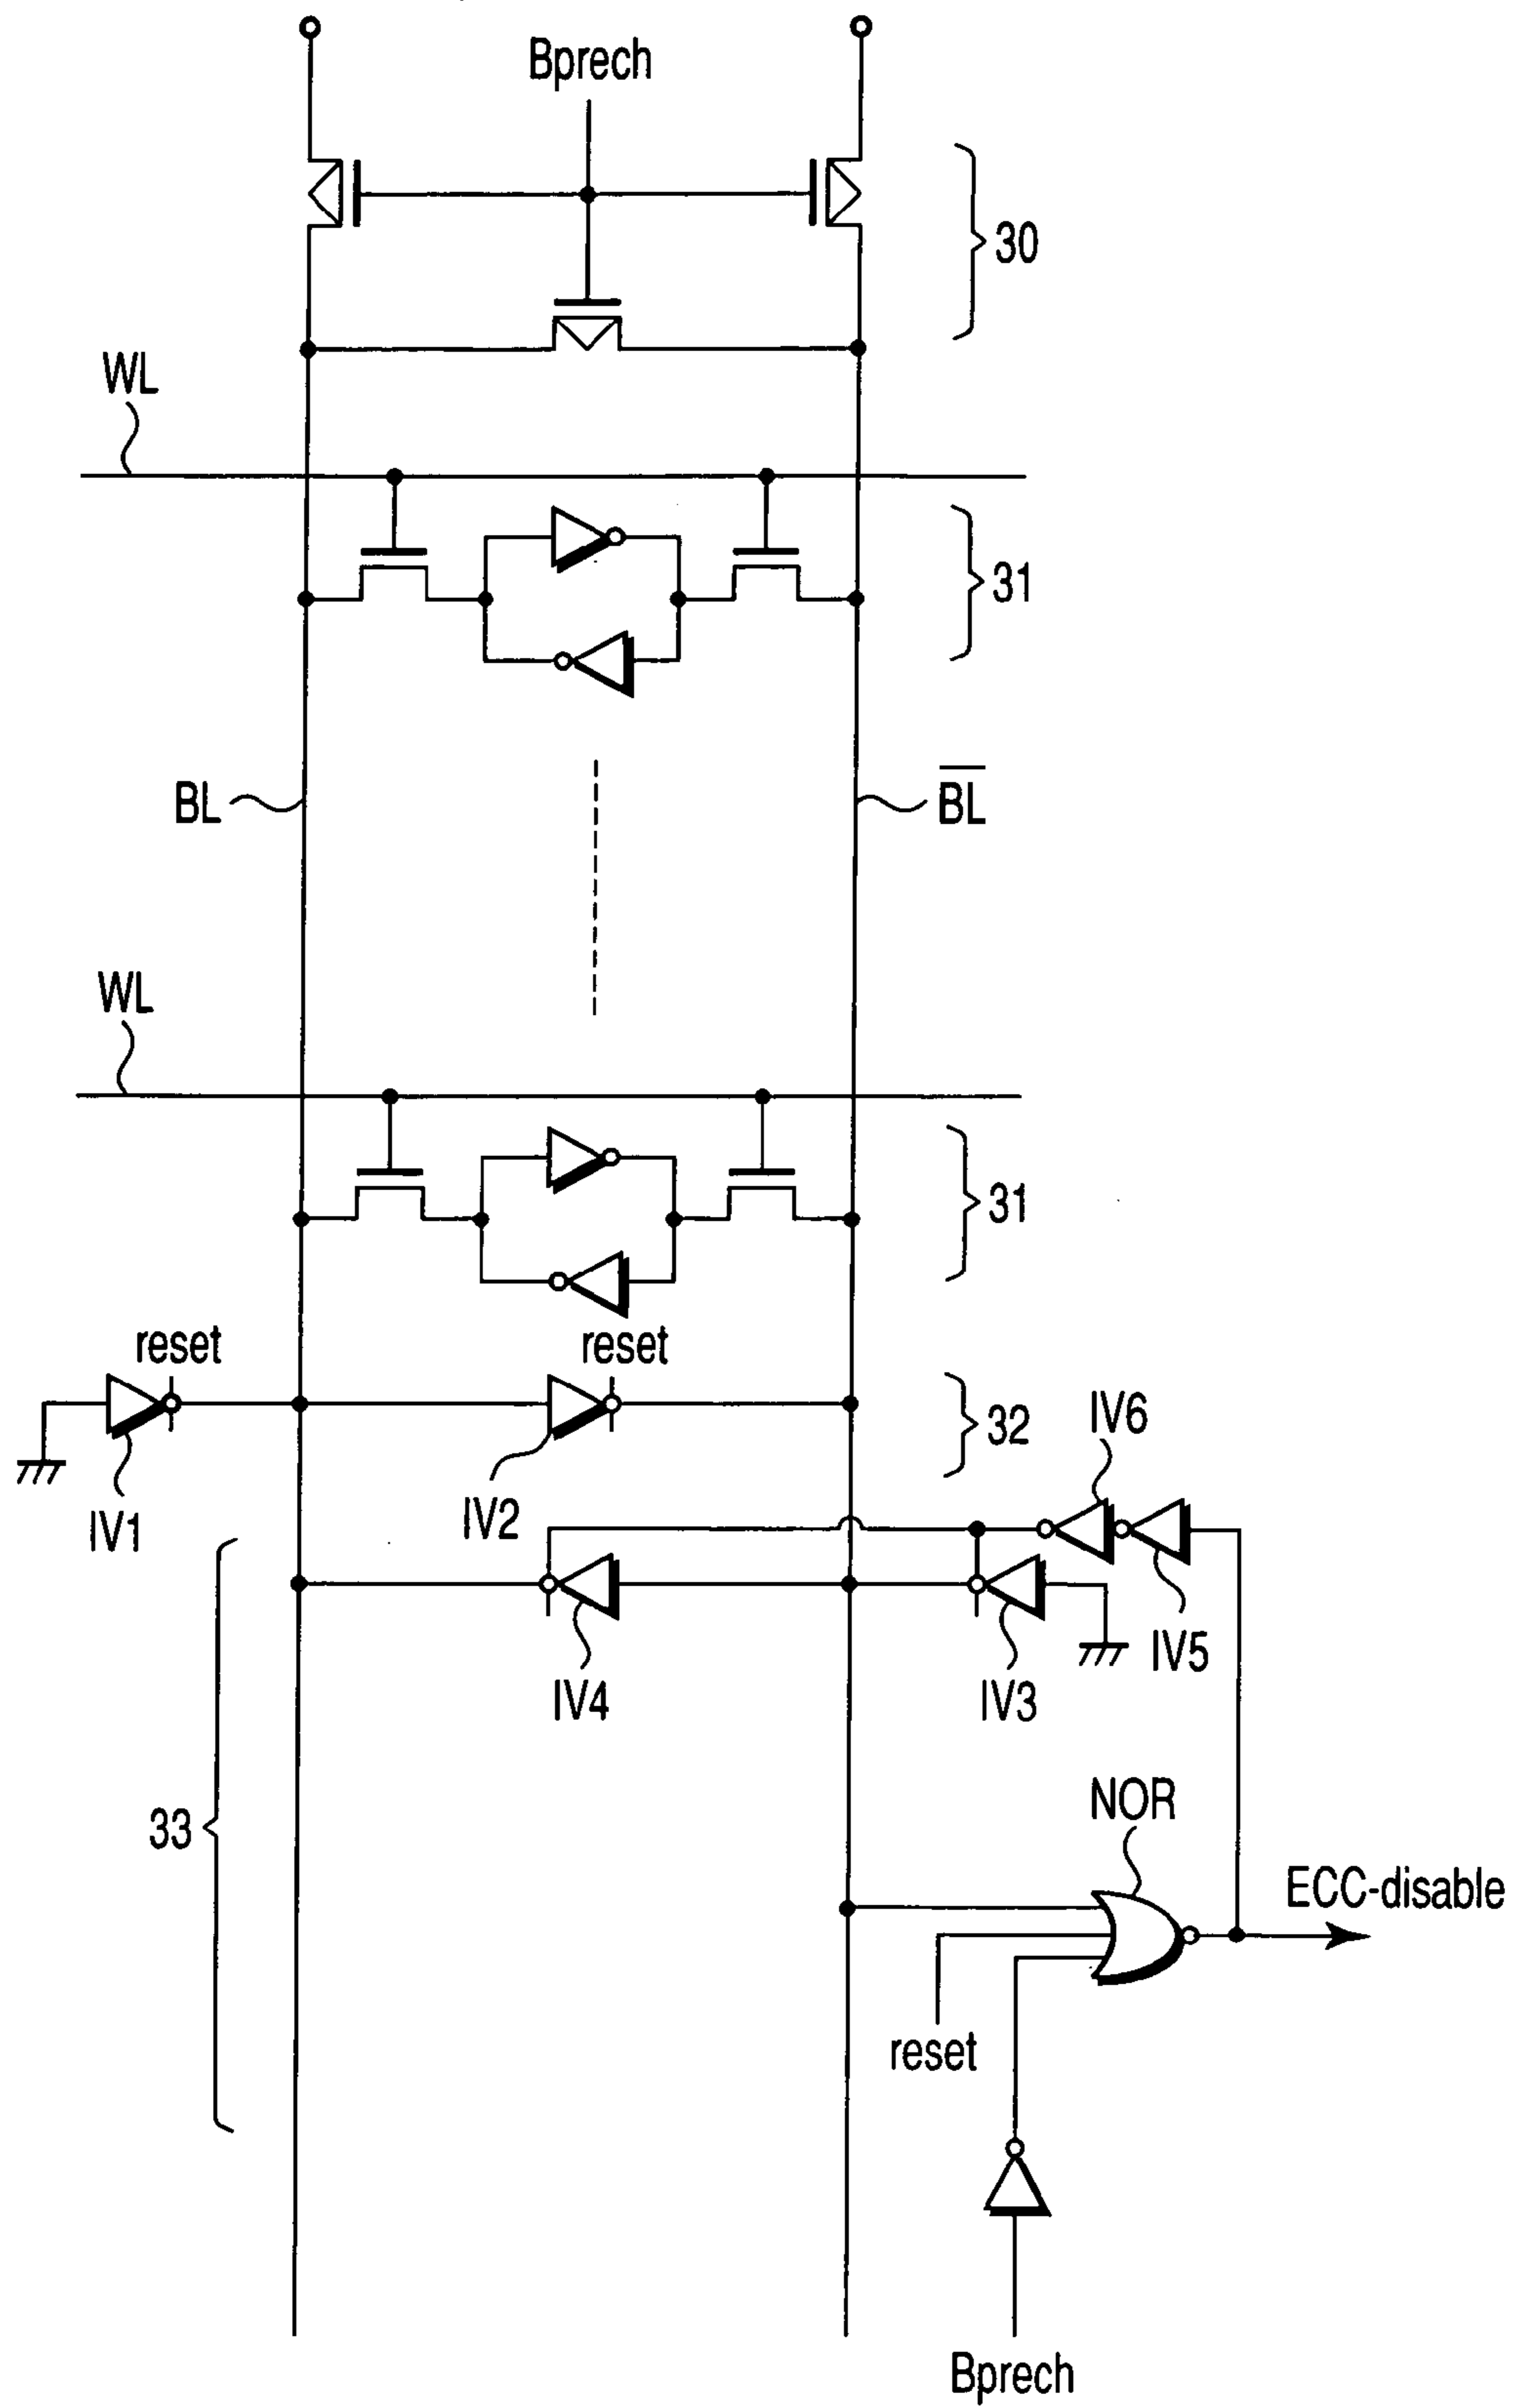 Bprech
30
WL
31
BL
B̅L̅
WL
31
reset
reset
32
IV6
IV1
IV2
IV4
IV3
IV5
33
NOR
ECC-disable
reset
Bprech